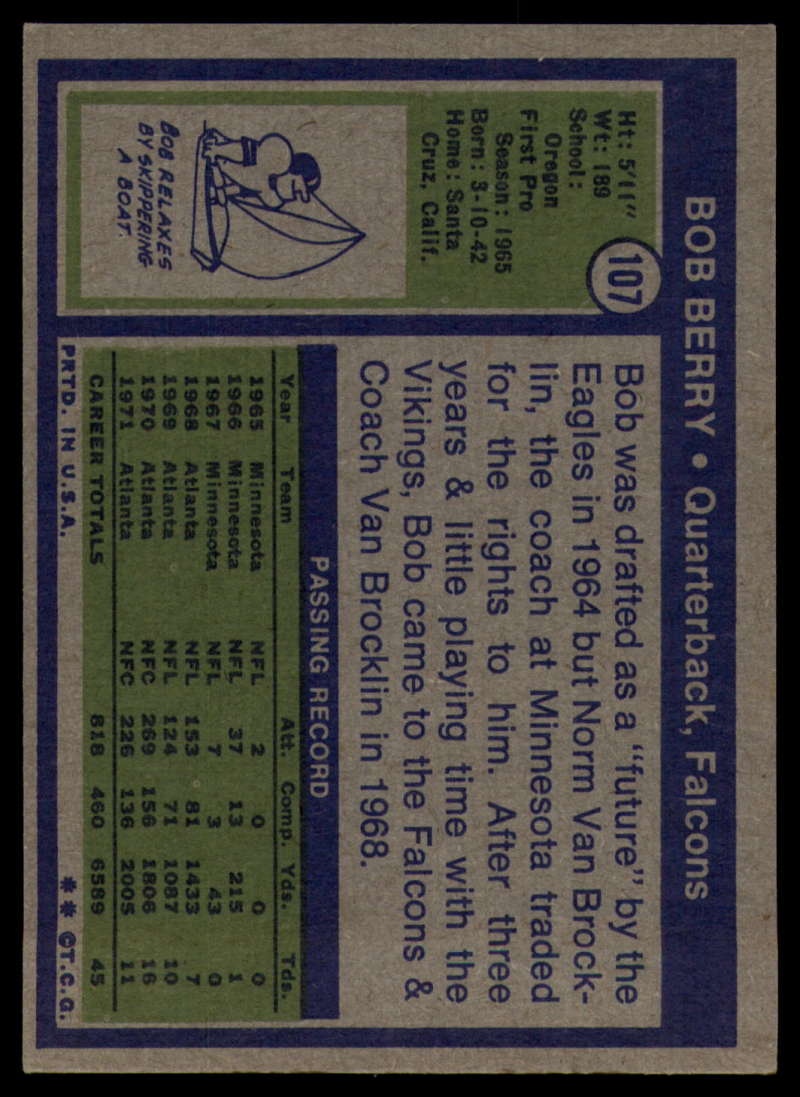 BOB BERRY • Quarterback, Falcons
107
Ht: 5'11"
Wt: 189
School:
Oregon
First Pro
Season: 1965
Born: 3-10-42
Home: Santa
Cruz, Calif.
BOB RELAXES
BY SKIPPERING
A BOAT.
Bob was drafted as a "future" by the
Eagles in 1964 but Norm Van Brock-
lin, the coach at Minnesota traded
for the rights to him. After three
years & little playing time with the
Vikings, Bob came to the Falcons &
Coach Van Brocklin in 1968.
PASSING RECORD
Year Team Att. Comp. Yds. Tds.
1965 Minnesota NFL 2 0 0 0
1966 Minnesota NFL 37 13 215 1
1967 Minnesota NFL 7 3 43 0
1968 Atlanta NFL 153 81 1433 7
1969 Atlanta NFL 124 71 1087 10
1970 Atlanta NFC 269 156 1806 16
1971 Atlanta NFC 226 136 2005 11
CAREER TOTALS 818 460 6589 45
PRTD. IN U.S.A. ** ©T.C.G.